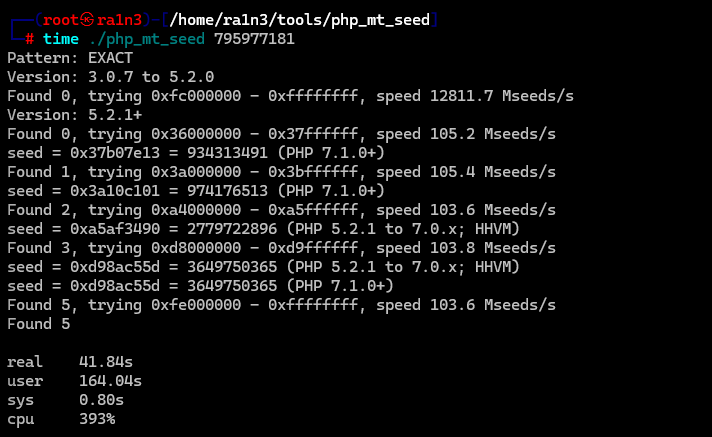 ┌──(root㉿ra1n3)-[/home/ra1n3/tools/php_mt_seed]
└─# time ./php_mt_seed 795977181
Pattern: EXACT
Version: 3.0.7 to 5.2.0
Found 0, trying 0xfc000000 - 0xffffffff, speed 12811.7 Mseeds/s
Version: 5.2.1+
Found 0, trying 0x36000000 - 0x37ffffff, speed 105.2 Mseeds/s
seed = 0x37b07e13 = 934313491 (PHP 7.1.0+)
Found 1, trying 0x3a000000 - 0x3bffffff, speed 105.4 Mseeds/s
seed = 0x3a10c101 = 974176513 (PHP 7.1.0+)
Found 2, trying 0xa4000000 - 0xa5ffffff, speed 103.6 Mseeds/s
seed = 0xa5af3490 = 2779722896 (PHP 5.2.1 to 7.0.x; HHVM)
Found 3, trying 0xd8000000 - 0xd9ffffff, speed 103.8 Mseeds/s
seed = 0xd98ac55d = 3649750365 (PHP 5.2.1 to 7.0.x; HHVM)
seed = 0xd98ac55d = 3649750365 (PHP 7.1.0+)
Found 5, trying 0xfe000000 - 0xffffffff, speed 103.6 Mseeds/s
Found 5
real 41.84s
user 164.04s
sys 0.80s
cpu 393%